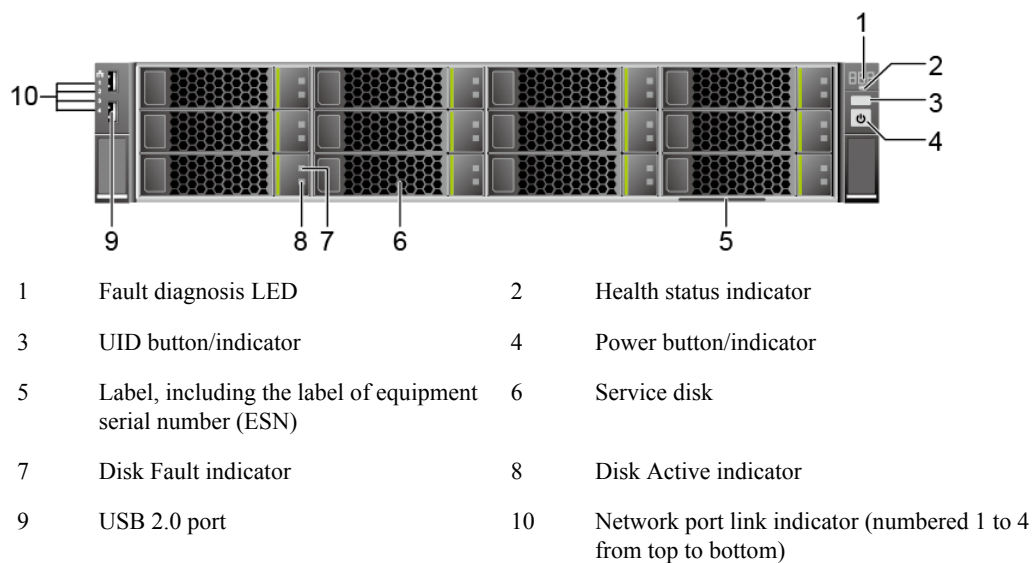 1
2
10
3
4
9
8 7
6
5
1 Fault diagnosis LED 2 Health status indicator
3 UID button/indicator 4 Power button/indicator
5 Label, including the label of equipment 6 Service disk
serial number (ESN)
7 Disk Fault indicator 8 Disk Active indicator
9 USB 2.0 port 10 Network port link indicator (numbered 1 to 4
from top to bottom)